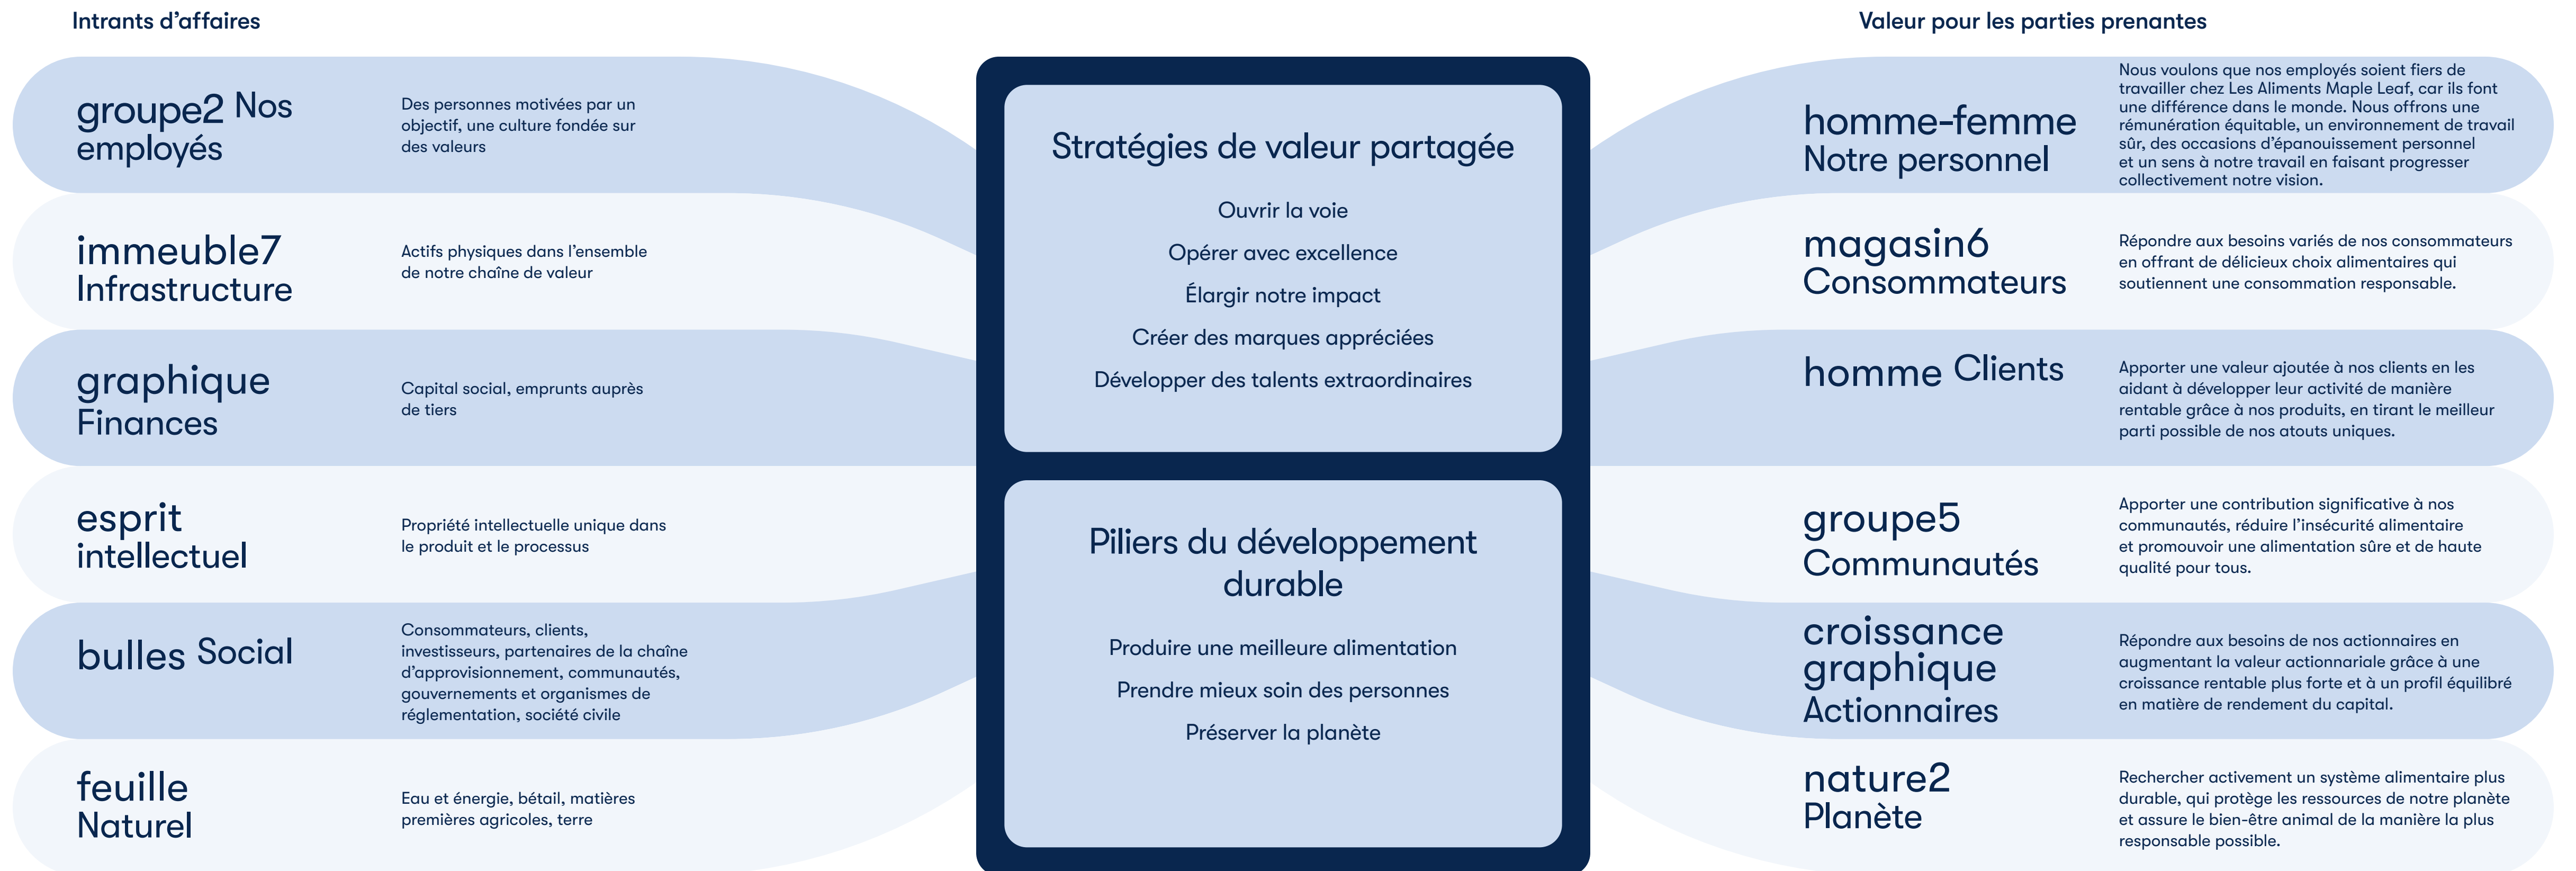 Intrants d’affaires
groupe2 Nos
employés
Des personnes motivées par un
objectif, une culture fondée sur
des valeurs
immeuble7
Infrastructure
Actifs physiques dans l’ensemble
de notre chaîne de valeur
graphique
Finances
Capital social, emprunts auprès
de tiers
esprit
intellectuel
Propriété intellectuelle unique dans
le produit et le processus
bulles Social
Consommateurs, clients,
investisseurs, partenaires de la chaîne
d’approvisionnement, communautés,
gouvernements et organismes de
réglementation, société civile
feuille
Naturel
Eau et énergie, bétail, matières
premières agricoles, terre
Stratégies de valeur partagée
Ouvrir la voie
Opérer avec excellence
Élargir notre impact
Créer des marques appréciées
Développer des talents extraordinaires
Piliers du développement
durable
Produire une meilleure alimentation
Prendre mieux soin des personnes
Préserver la planète
Valeur pour les parties prenantes
homme-femme
Notre personnel
Nous voulons que nos employés soient fiers de
travailler chez Les Aliments Maple Leaf, car ils font
une différence dans le monde. Nous offrons une
rémunération équitable, un environnement de travail
sûr, des occasions d’épanouissement personnel
et un sens à notre travail en faisant progresser
collectivement notre vision.
magasin6
Consommateurs
Répondre aux besoins variés de nos consommateurs
en offrant de délicieux choix alimentaires qui
soutiennent une consommation responsable.
homme Clients
Apporter une valeur ajoutée à nos clients en les
aidant à développer leur activité de manière
rentable grâce à nos produits, en tirant le meilleur
parti possible de nos atouts uniques.
groupe5
Communautés
Apporter une contribution significative à nos
communautés, réduire l’insécurité alimentaire
et promouvoir une alimentation sûre et de haute
qualité pour tous.
croissance
graphique
Actionnaires
Répondre aux besoins de nos actionnaires en
augmentant la valeur actionnariale grâce à une
croissance rentable plus forte et à un profil équilibré
en matière de rendement du capital.
nature2
Planète
Rechercher activement un système alimentaire plus
durable, qui protège les ressources de notre planète
et assure le bien-être animal de la manière la plus
responsable possible.